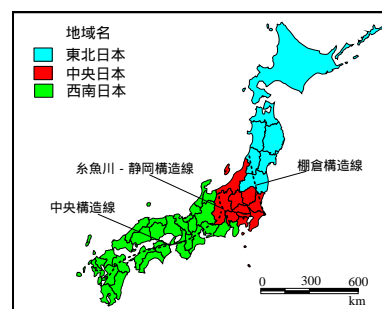 地域名
東北日本
中央日本
西南日本
糸魚川 - 静岡構造線
棚倉構造線
中央構造線
0 300 600
km